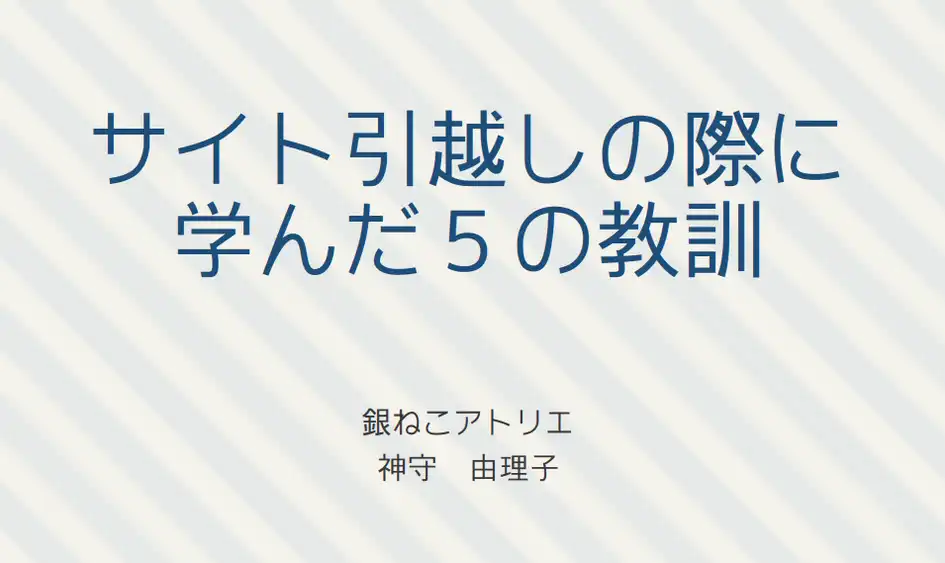 サイト引越しの際に
学んだ５の教訓
銀ねこアトリエ
神守　由理子